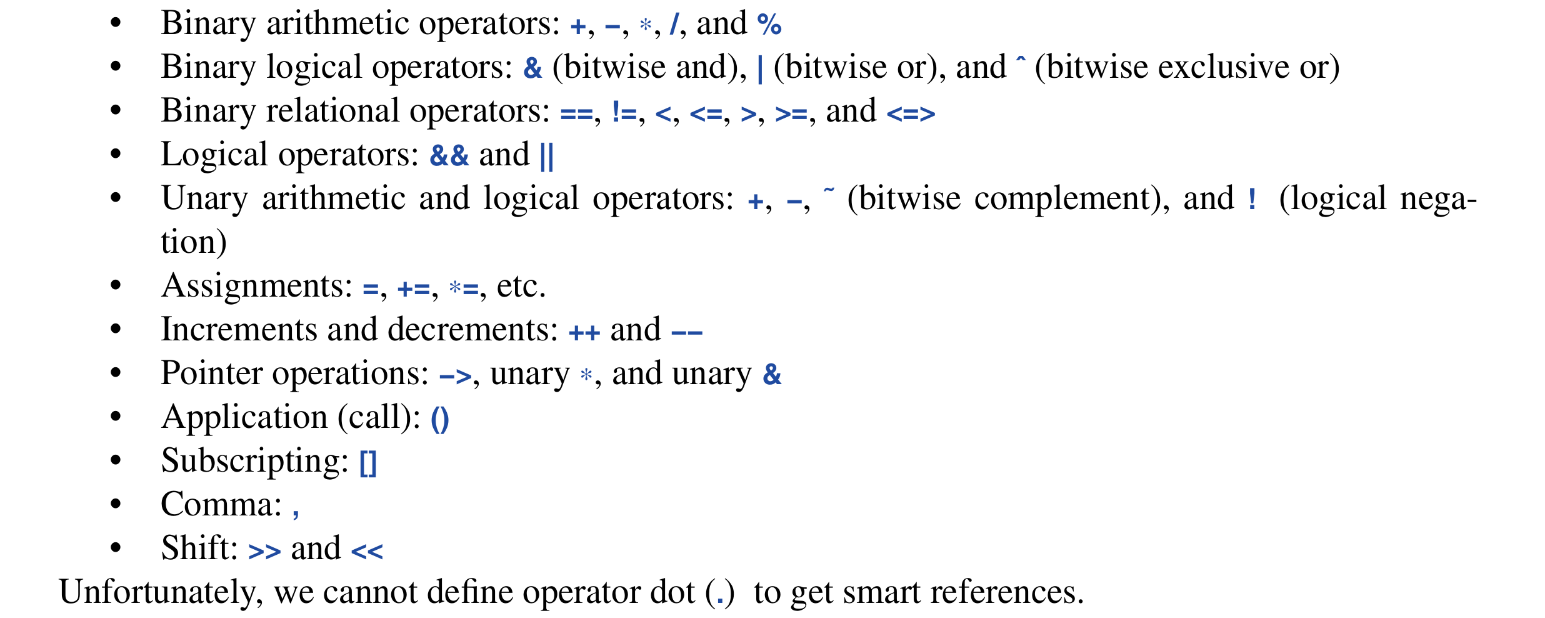 • Binary arithmetic operators: +, −, *, /, and %
• Binary logical operators: & (bitwise and), | (bitwise or), and ˆ (bitwise exclusive or)
• Binary relational operators: ==, !=, <, <=, >, >=, and <=>
• Logical operators: && and ||
• Unary arithmetic and logical operators: +, −, ˜ (bitwise complement), and ! (logical nega-
tion)
• Assignments: =, +=, *=, etc.
• Increments and decrements: ++ and −−
• Pointer operations: −>, unary *, and unary &
• Application (call): ()
• Subscripting: []
• Comma: ,
• Shift: >> and <<
Unfortunately, we cannot define operator dot (.) to get smart references.